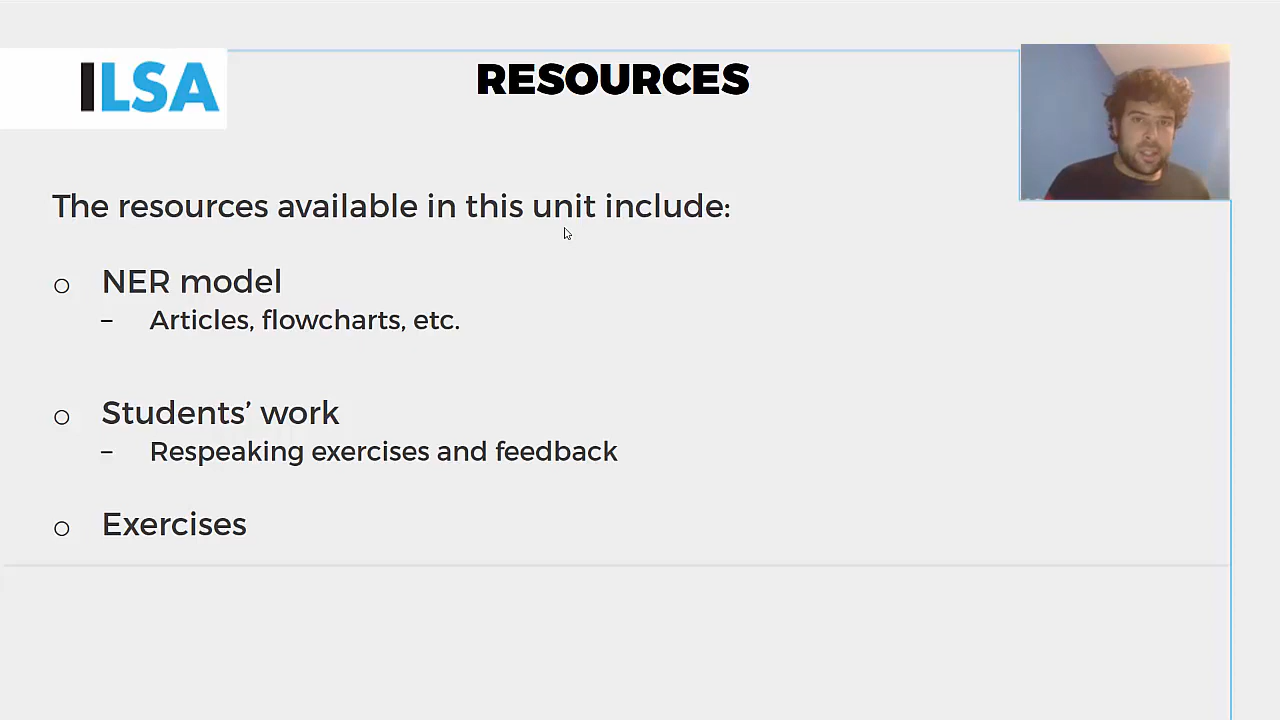 ILSA
RESOURCES
The resources available in this unit include:
o NER model
– Articles, flowcharts, etc.
o Students’ work
– Respeaking exercises and feedback
o Exercises